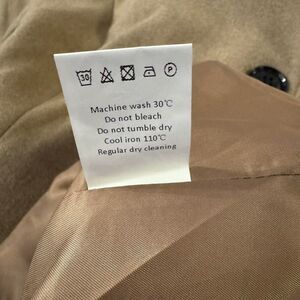 30 P
Machine wash 30℃
Do not bleach
Do not tumble dry
Cool iron 110℃
Regular dry cleaning